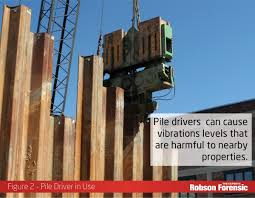 Pile drivers can cause
vibrations levels that
are harmful to nearby
properties.
Figure 2 - Pile Driver in Use
Robson Forensic